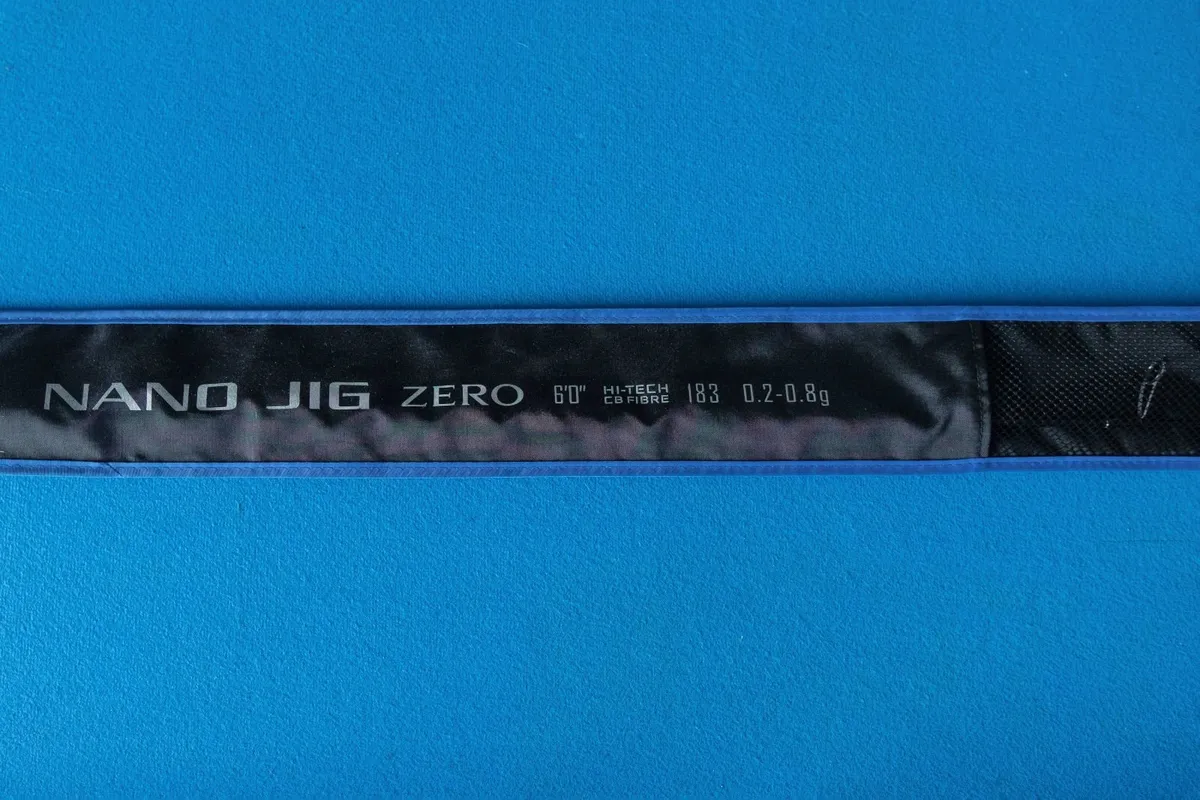 NANO JIG ZERO 6'0" HI-TECH CB FIBRE 183 0.2-0.8g